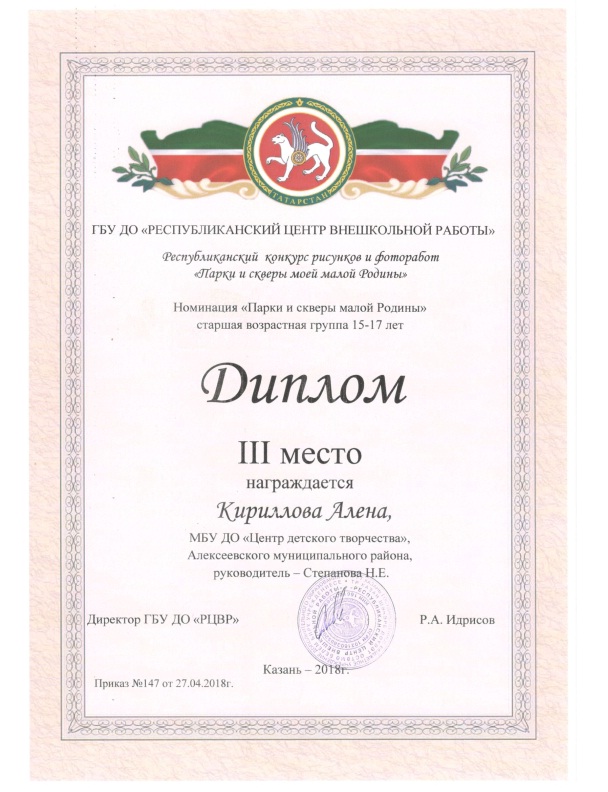 ТАТАРСТАН
ГБУ ДО «РЕСПУБЛИКАНСКИЙ ЦЕНТР ВНЕШКОЛЬНОЙ РАБОТЫ»
Республиканский конкурс рисунков и фоторабот
«Парки и скверы моей малой Родины»
Номинация «Парки и скверы малой Родины»
старшая возрастная группа 15-17 лет
Диплом
III место
награждается
Кириллова Алена,
МБУ ДО «Центр детского творчества»,
Алексеевского муниципального района,
руководитель – Степанова Н.Е.
Директор ГБУ ДО «РЦВР»
Р.А. Идрисов
Казань – 2018г.
Приказ №147 от 27.04.2018г.